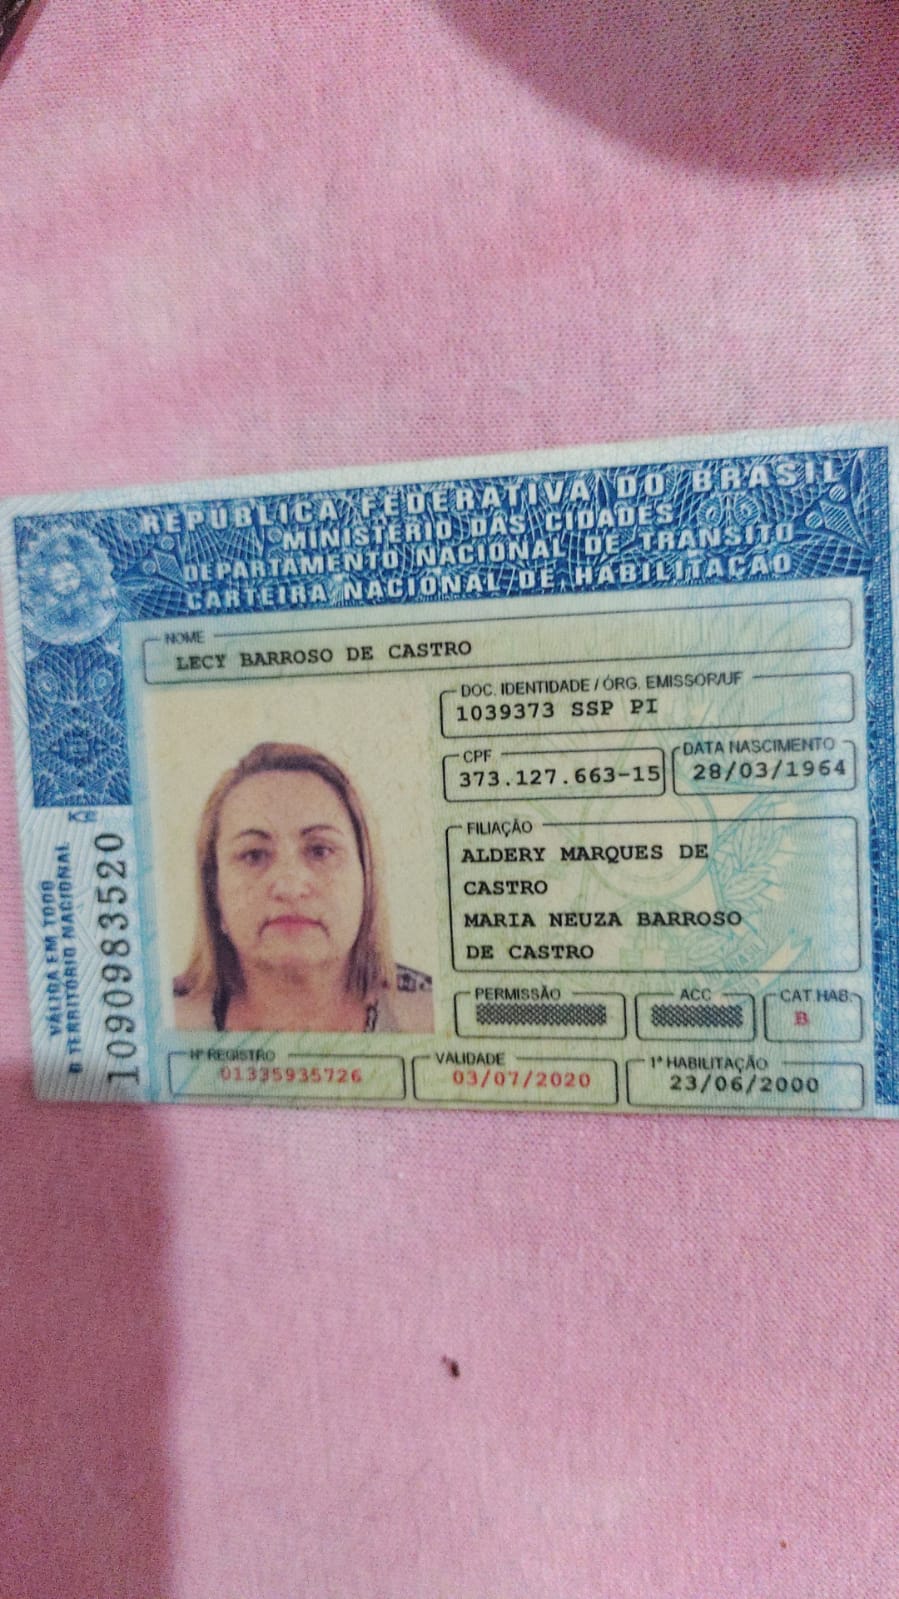 REPÚBLICA FEDERATIVA DO BRASIL
MINISTÉRIO DAS CIDADES
DEPARTAMENTO NACIONAL DE TRÂNSITO
CARTEIRA NACIONAL DE HABILITAÇÃO
NOME
LECY BARROSO DE CASTRO
DOC. IDENTIDADE / ÓRG. EMISSOR/UF
1039373 SSP PI
CPF
373.127.663-15
DATA NASCIMENTO
28/03/1964
FILIAÇÃO
ALDERY MARQUES DE
CASTRO
MARIA NEUZA BARROSO
DE CASTRO
PERMISSÃO
ACC
CAT HAB.
B
Nº REGISTRO
01335935726
VALIDADE
03/07/2020
1ª HABILITAÇÃO
23/06/2000
VÁLIDA EM TODO
O TERRITÓRIO NACIONAL
1090983520